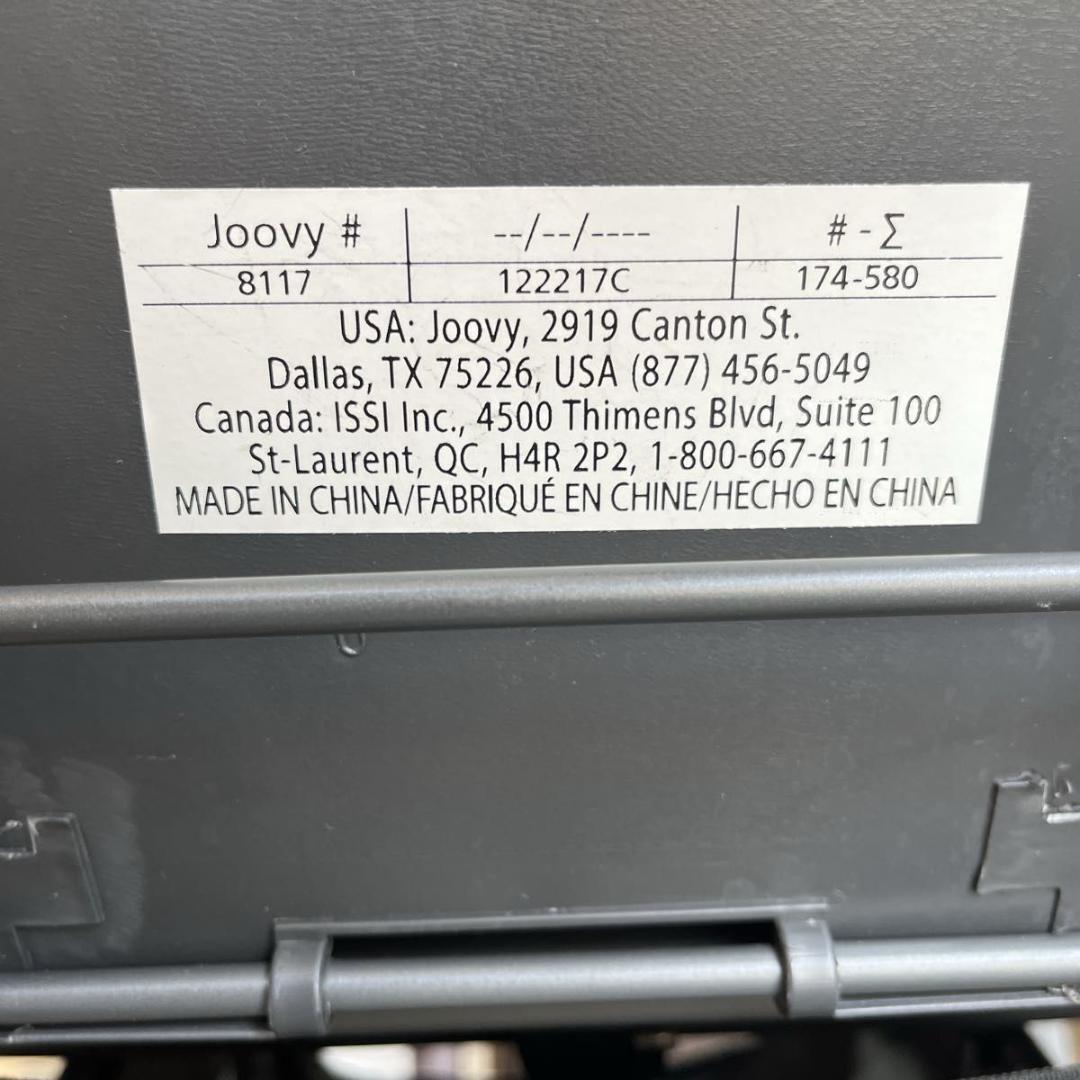 Joovy # --/--/---- # - Σ
8117 122217C 174-580
USA: Joovy, 2919 Canton St.
Dallas, TX 75226, USA (877) 456-5049
Canada: ISSI Inc., 4500 Thimens Blvd, Suite 100
St-Laurent, QC, H4R 2P2, 1-800-667-4111
MADE IN CHINA/FABRIQUÉ EN CHINE/HECHO EN CHINA